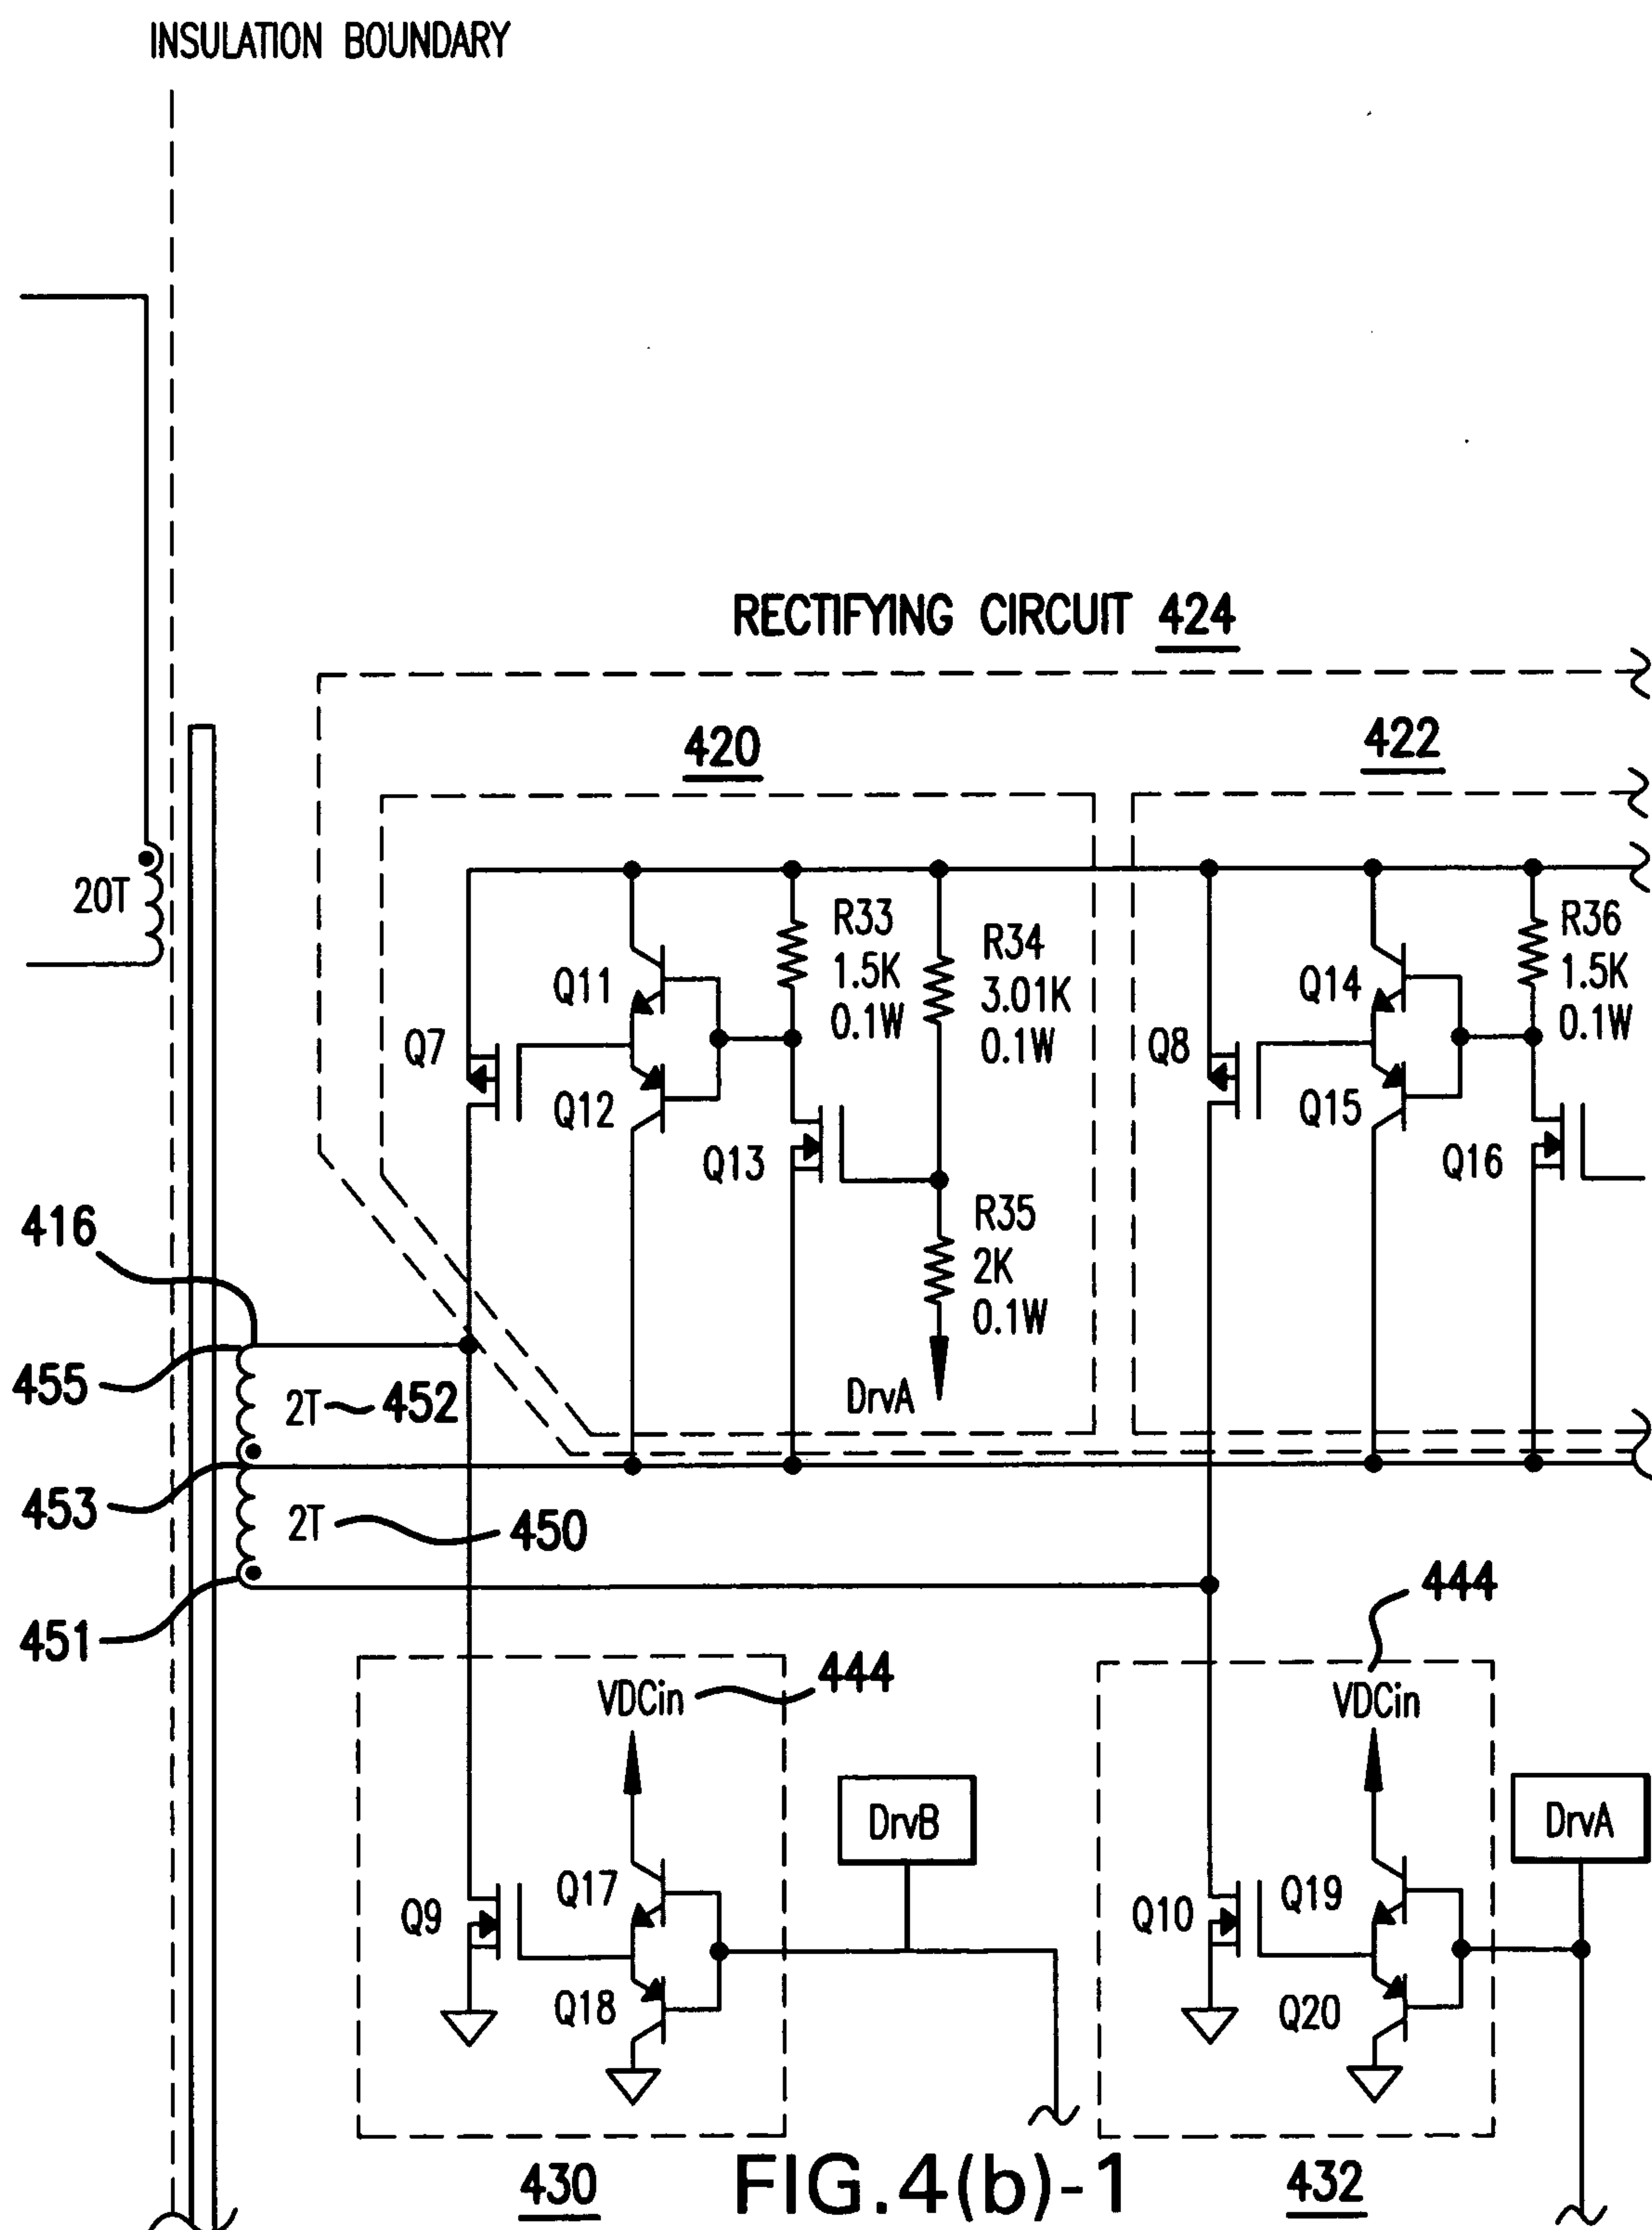 INSULATION BOUNDARY
RECTIFYING CIRCUIT 424
420
422
20T
R33
1.5K
0.1W
R34
3.01K
0.1W
R36
1.5K
0.1W
Q11
Q14
Q7
Q8
Q12
Q15
Q13
Q16
R35
2K
0.1W
DrvA
416
455
2T
452
453
2T
450
451
444
444
VDCin
VDCin
DrvB
DrvA
Q17
Q9
Q18
Q19
Q10
Q20
430
FIG.4(b)-1
432